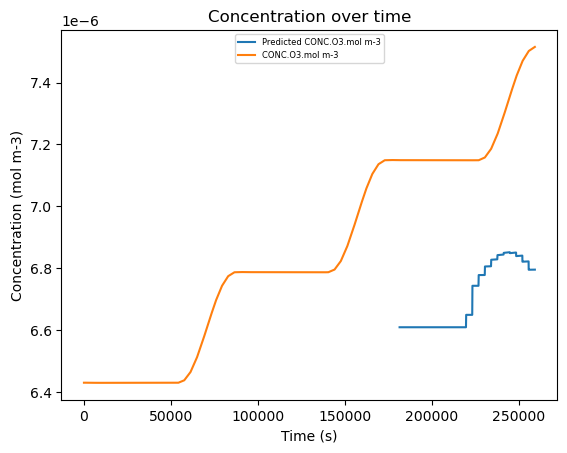 Concentration over time
1e−6
Predicted CONC.O3.mol m-3
CONC.O3.mol m-3
7.4
7.2
7.0
6.8
6.6
6.4
Concentration (mol m-3)
0
50000
100000
150000
200000
250000
Time (s)